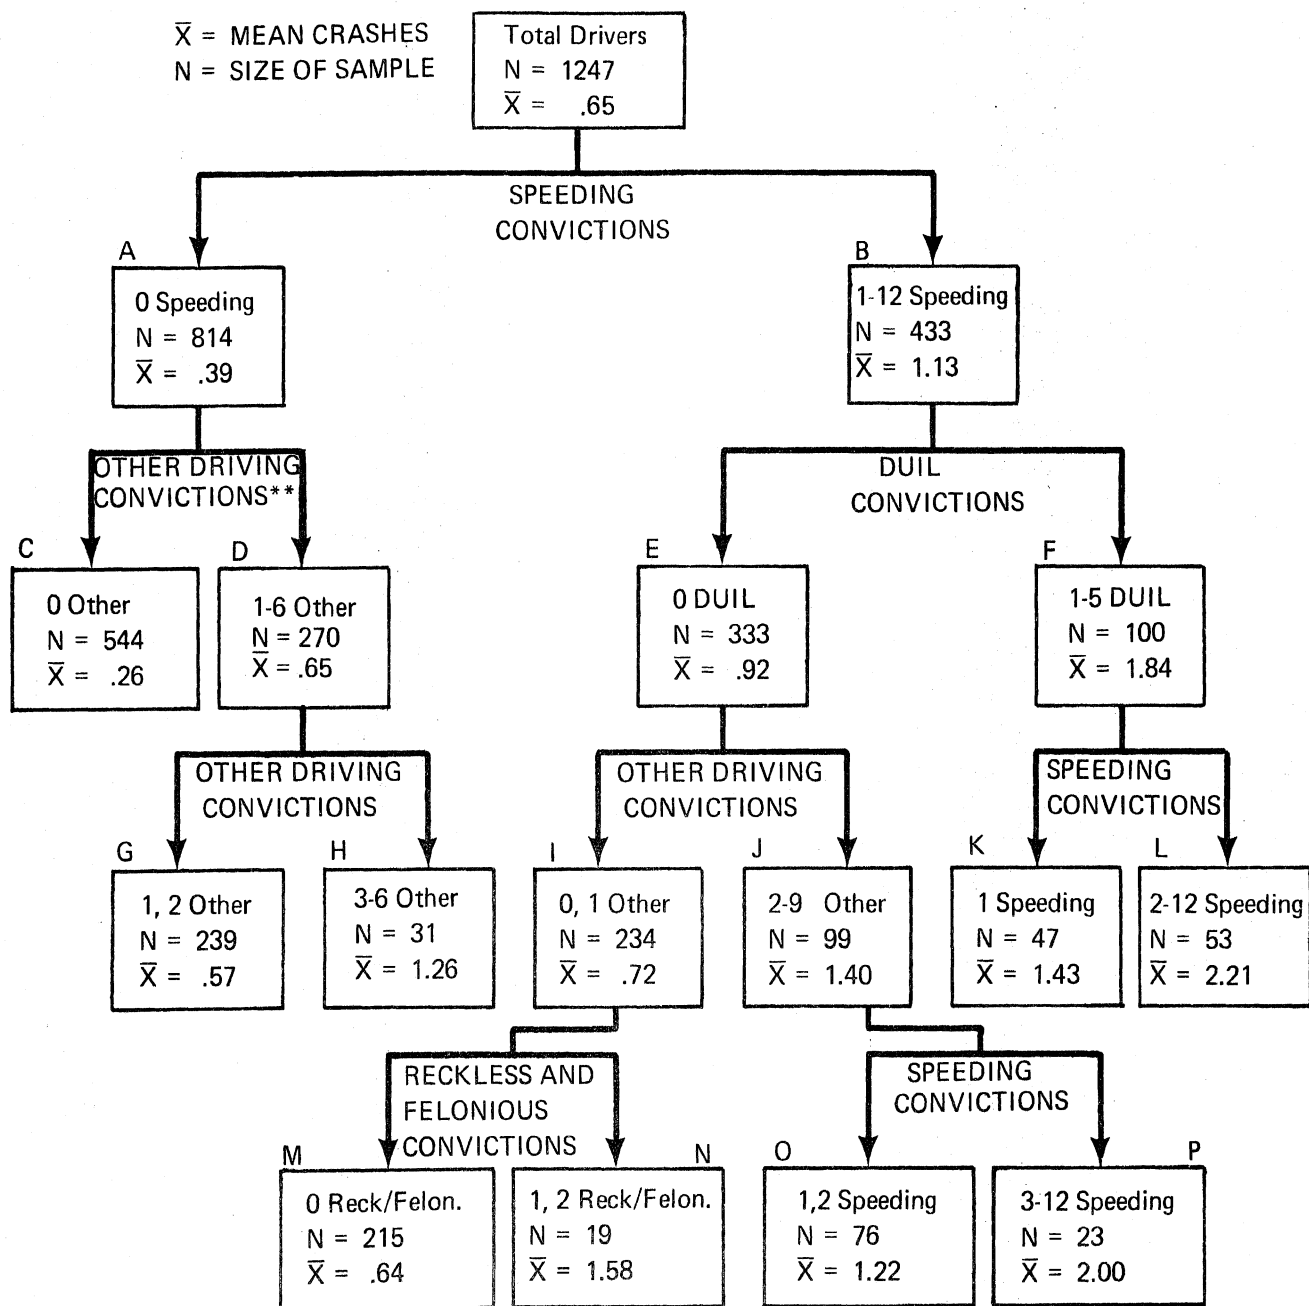 X̄ = MEAN CRASHES
N = SIZE OF SAMPLE
Total Drivers
N = 1247
X̄ = .65
SPEEDING
CONVICTIONS
A
0 Speeding
N = 814
X̄ = .39
B
1-12 Speeding
N = 433
X̄ = 1.13
OTHER DRIVING
CONVICTIONS**
DUIL
CONVICTIONS
C
0 Other
N = 544
X̄ = .26
D
1-6 Other
N = 270
X̄ = .65
E
0 DUIL
N = 333
X̄ = .92
F
1-5 DUIL
N = 100
X̄ = 1.84
OTHER DRIVING
CONVICTIONS
OTHER DRIVING
CONVICTIONS
SPEEDING
CONVICTIONS
G
1, 2 Other
N = 239
X̄ = .57
H
3-6 Other
N = 31
X̄ = 1.26
I
0, 1 Other
N = 234
X̄ = .72
J
2-9 Other
N = 99
X̄ = 1.40
K
1 Speeding
N = 47
X̄ = 1.43
L
2-12 Speeding
N = 53
X̄ = 2.21
RECKLESS AND
FELONIOUS
CONVICTIONS
SPEEDING
CONVICTIONS
M
0 Reck/Felon.
N = 215
X̄ = .64
N
1, 2 Reck/Felon.
N = 19
X̄ = 1.58
O
1,2 Speeding
N = 76
X̄ = 1.22
P
3-12 Speeding
N = 23
X̄ = 2.00